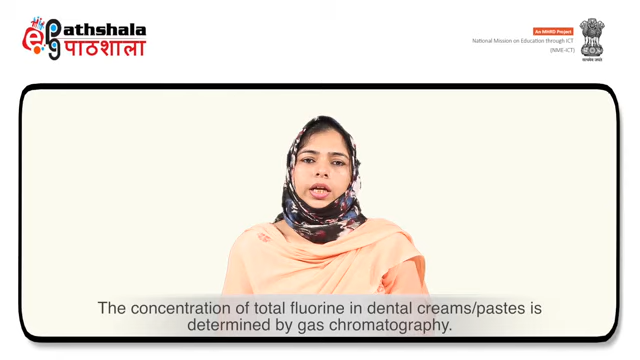 Pathshala
पाठशाला
An MHRD Project
National Mission on Education through ICT
(NME-ICT)
The concentration of total fluorine in dental creams/pastes is
determined by gas chromatography.